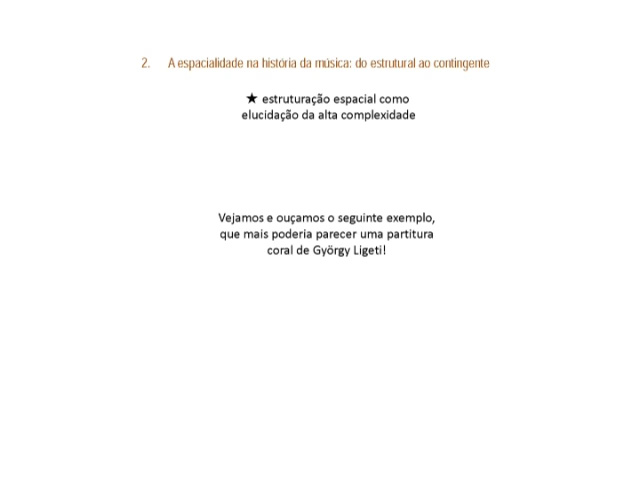 2. A espacialidade na história da música: do estrutural ao contingente
★ estruturação espacial como
elucidação da alta complexidade
Vejamos e ouçamos o seguinte exemplo,
que mais poderia parecer uma partitura
coral de György Ligeti!